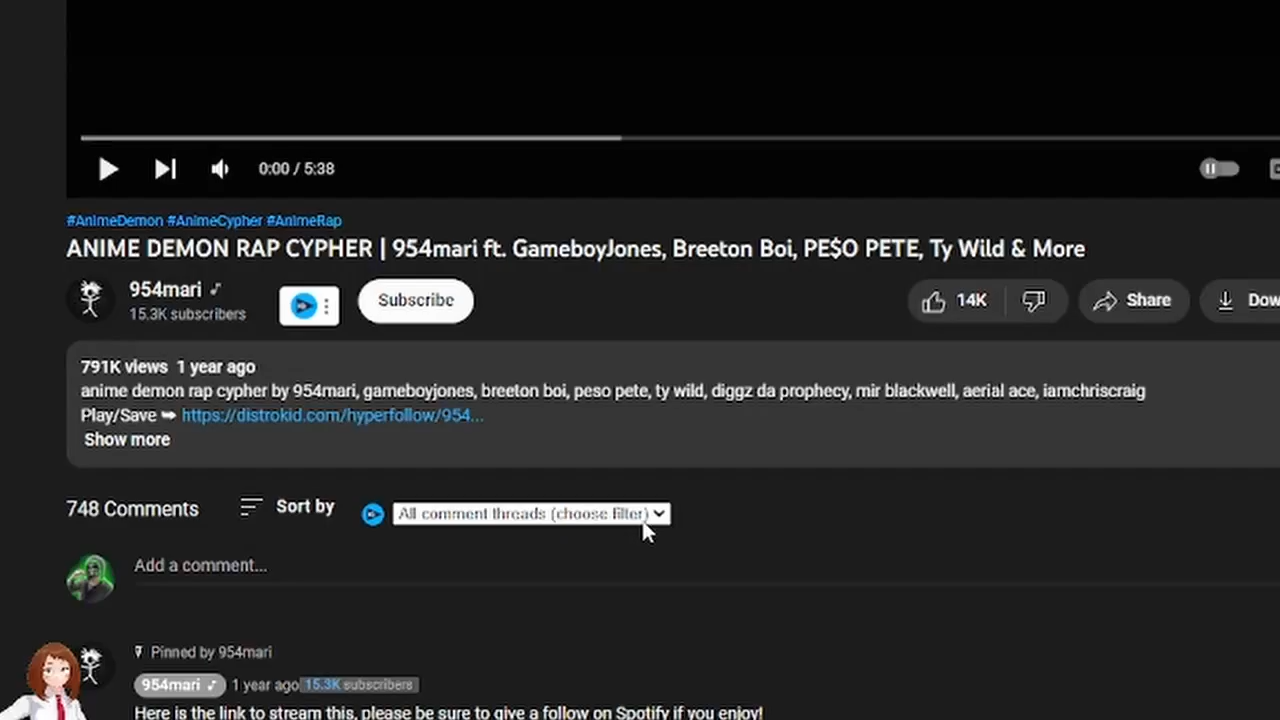 0:00 / 5:38
#AnimeDemon #AnimeCypher #AnimeRap
ANIME DEMON RAP CYPHER | 954mari ft. GameboyJones, Breeton Boi, PE$O PETE, Ty Wild & More
954mari ♪
15.3K subscribers
Subscribe
14K
Share
Dow
791K views 1 year ago
anime demon rap cypher by 954mari, gameboyjones, breeton boi, peso pete, ty wild, diggz da prophecy, mir blackwell, aerial ace, iamchriscraig
Play/Save ➥ https://distrokid.com/hyperfollow/954...
Show more
748 Comments
Sort by
All comment threads (choose filter)
Add a comment...
Pinned by 954mari
954mari ♪ 1 year ago 15.3K subscribers
Here is the link to stream this, please be sure to give a follow on Spotify if you enjoy!